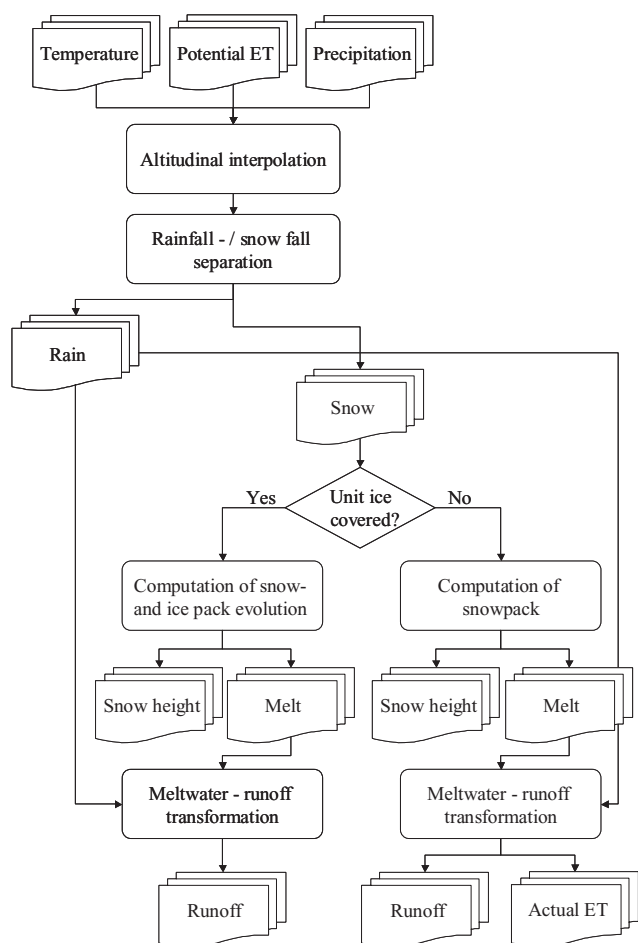 Temperature
Potential ET
Precipitation
Altitudinal interpolation
Rainfall - / snow fall
separation
Rain
Snow
Yes
Unit ice
covered?
No
Computation of snow-
and ice pack evolution
Computation of
snowpack
Snow height
Melt
Snow height
Melt
Meltwater - runoff
transformation
Meltwater - runoff
transformation
Runoff
Runoff
Actual ET